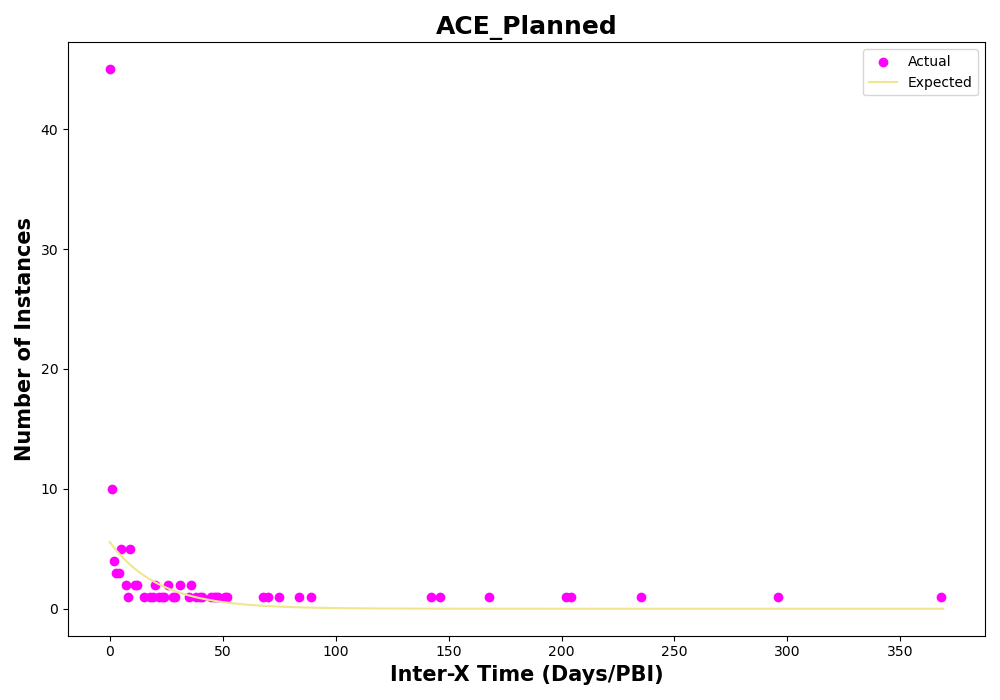 ACE_Planned
Actual
Expected
Number of Instances
40
30
20
10
0
0
50
100
150
200
250
300
350
Inter-X Time (Days/PBI)